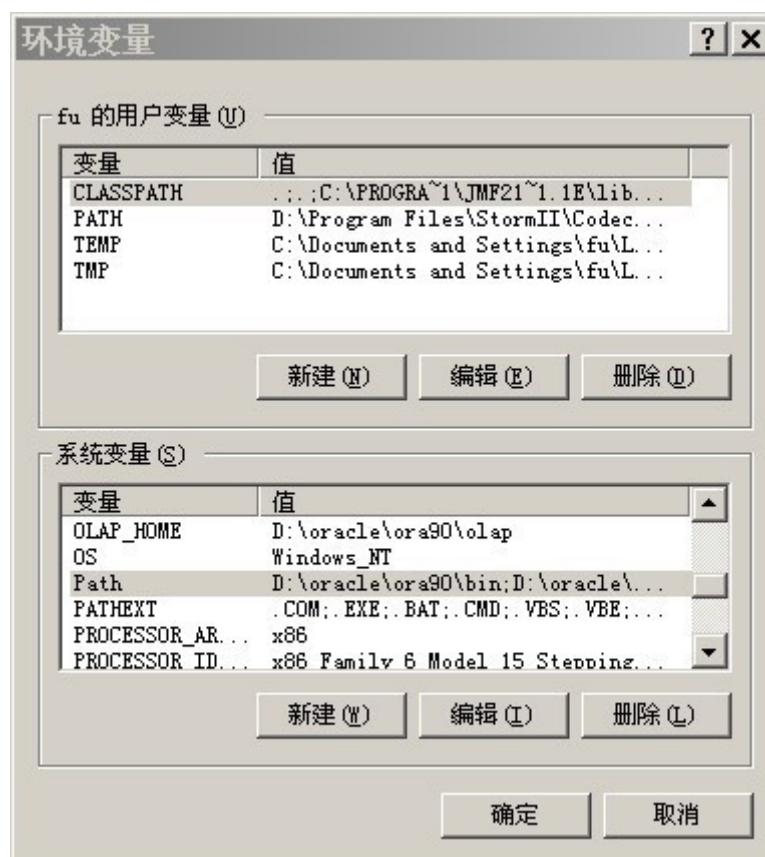 环境变量
fu 的用户变量(U)
变量 值
CLASSPATH .;.;C:\PROGRA~1\JMF21~1.1E\lib...
PATH D:\Program Files\StormII\Codec...
TEMP C:\Documents and Settings\fu\L...
TMP C:\Documents and Settings\fu\L...
新建(N) 编辑(E) 删除(D)
系统变量(S)
变量 值
OLAP_HOME D:\oracle\ora90\olap
OS Windows_NT
Path D:\oracle\ora90\bin;D:\oracle\...
PATHEXT .COM;.EXE;.BAT;.CMD;.VBS;.VBE;...
PROCESSOR_AR... x86
PROCESSOR_ID... x86 Family 6 Model 15 Stepping...
新建(W) 编辑(I) 删除(L)
确定 取消